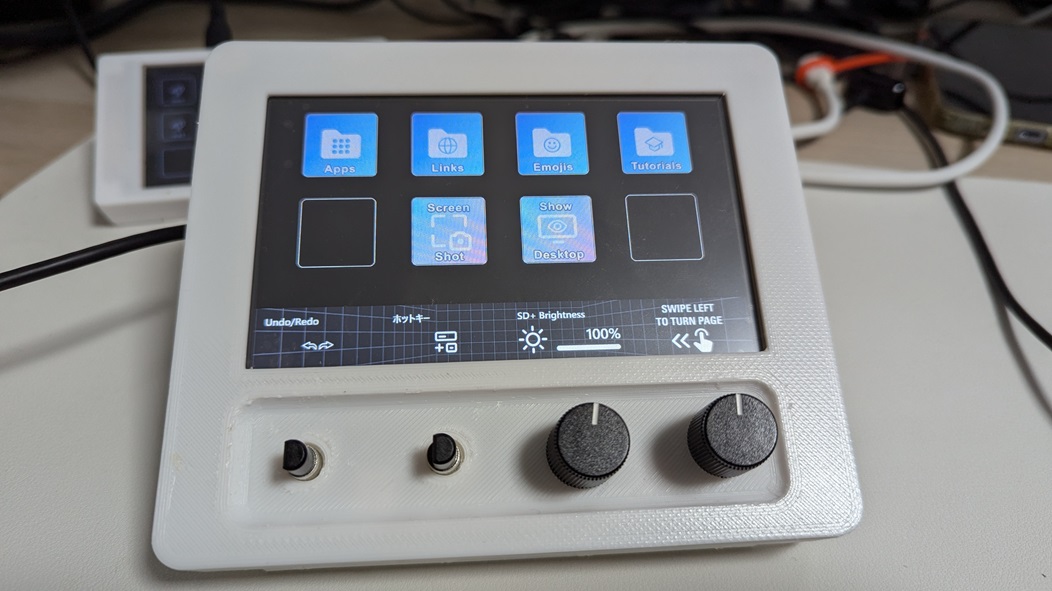 Apps
Links
Emojis
Tutorials
Screen
Shot
Show
Desktop
Undo/Redo
ホットキー
SD+ Brightness
100%
SWIPE LEFT
TO TURN PAGE